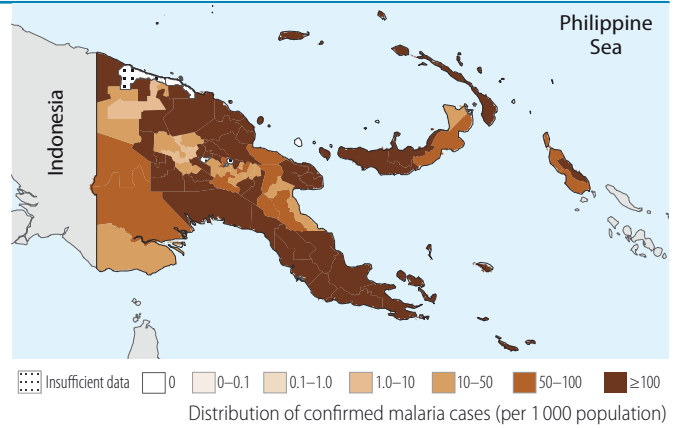 Philippine
Sea
Indonesia
Insufficient data 0 0–0.1 0.1–1.0 1.0–10 10–50 50–100 ≥100
Distribution of confirmed malaria cases (per 1 000 population)